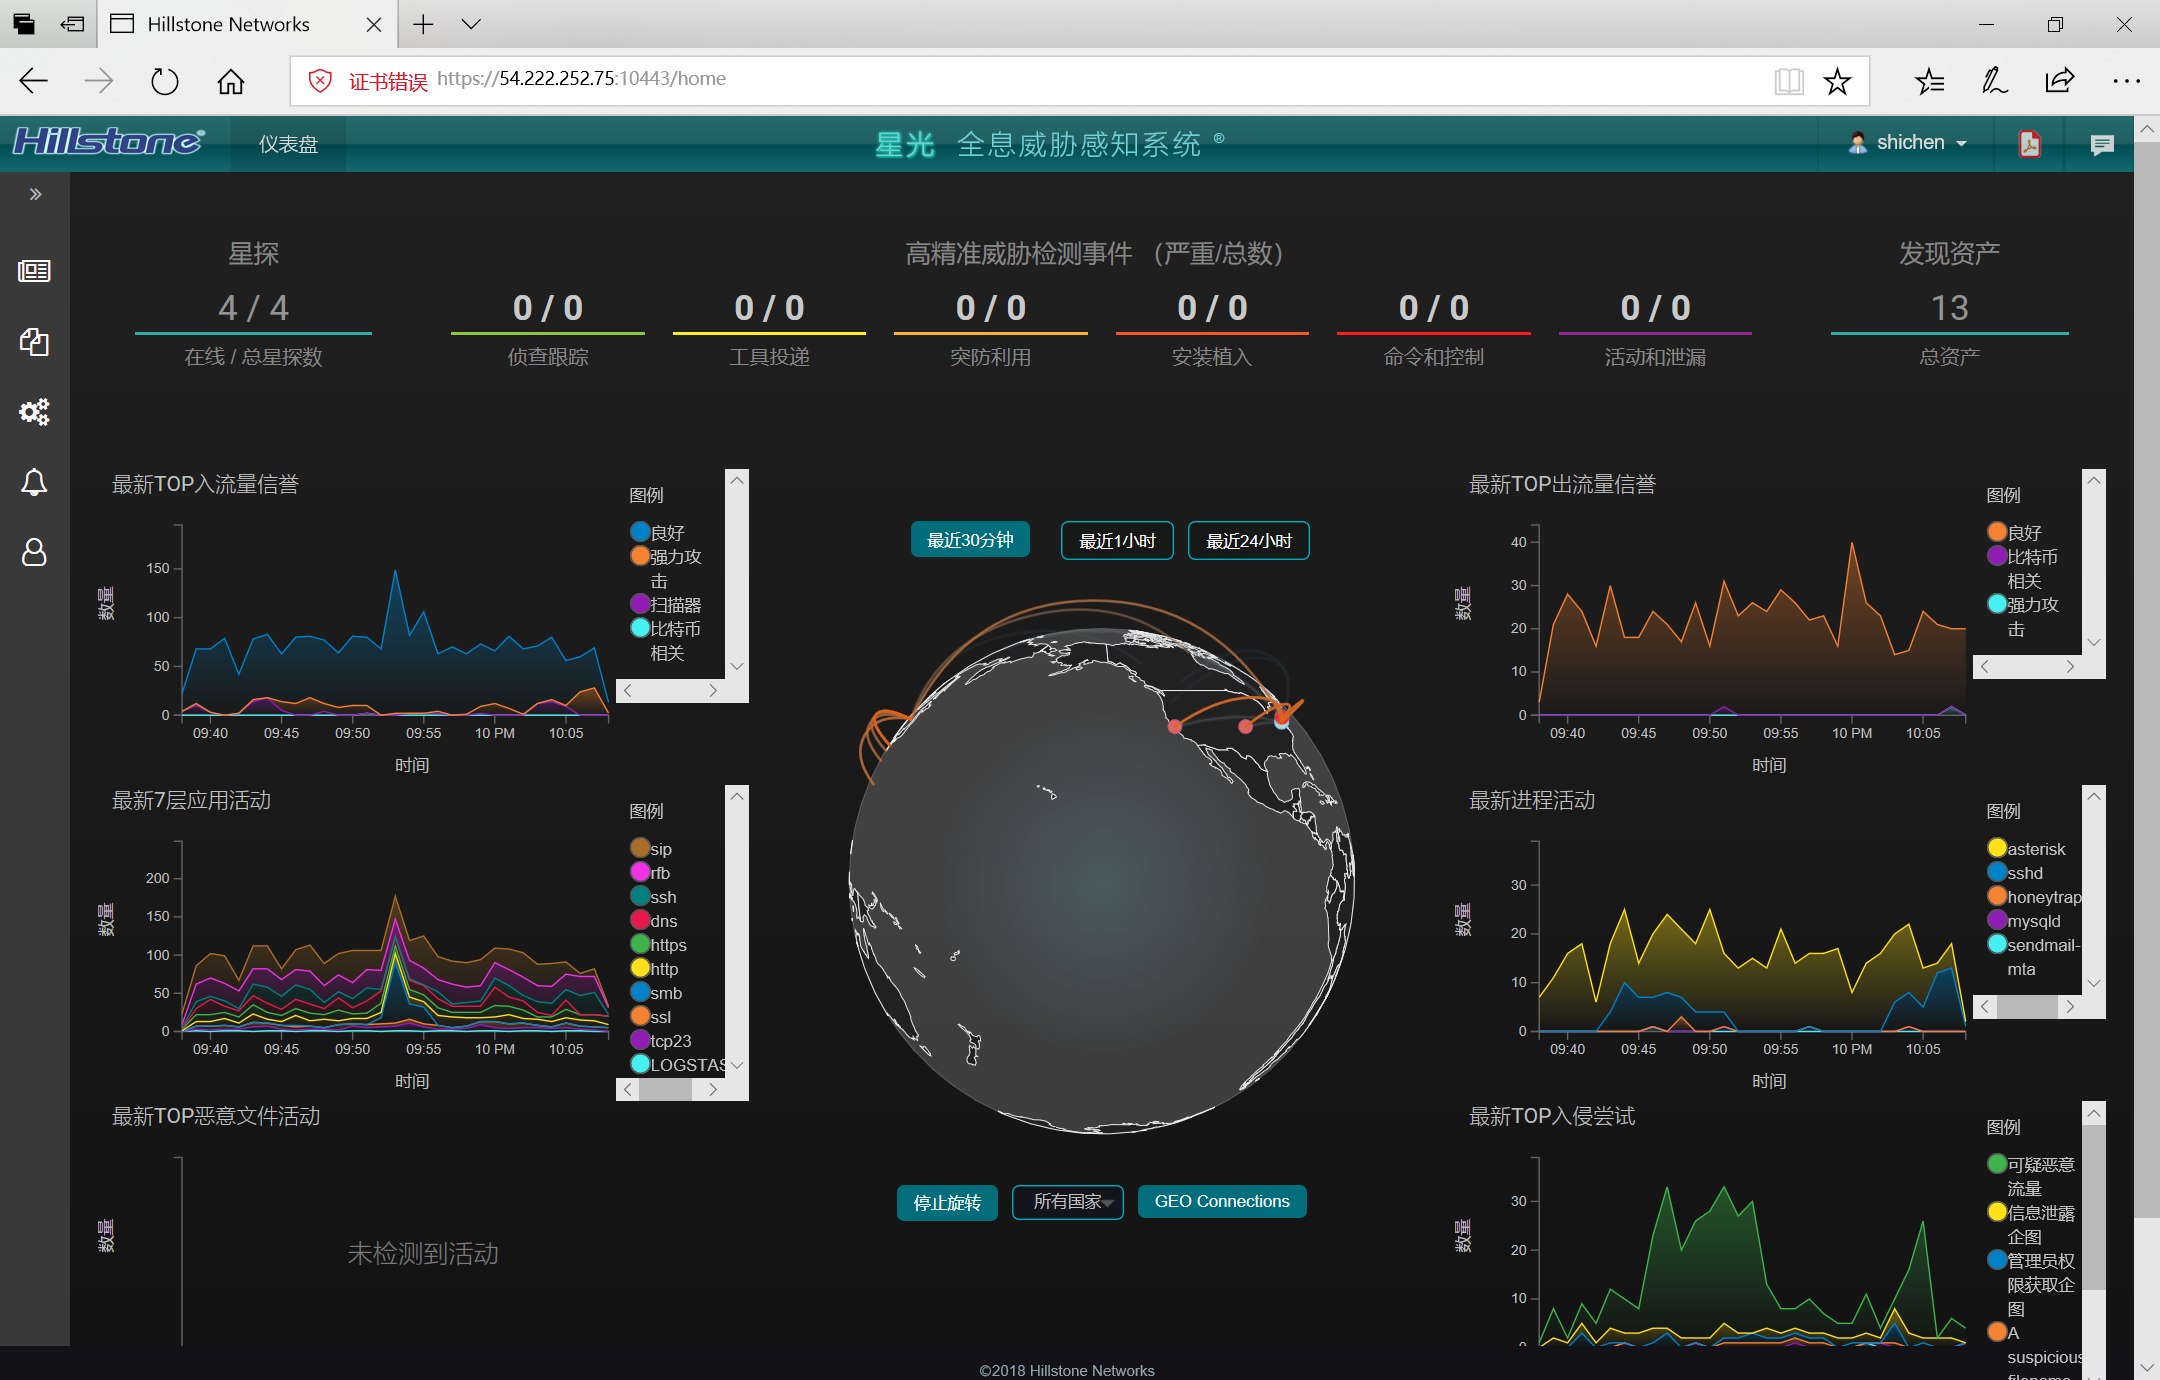 Hillstone Networks
证书错误 https://54.222.252.75:10443/home
Hillstone®
仪表盘
星光 全息威胁感知系统 ®
shichen
星探
高精准威胁检测事件 （严重/总数）
发现资产
4 / 4
0 / 0
0 / 0
0 / 0
0 / 0
0 / 0
0 / 0
13
在线 / 总星探数
侦查跟踪
工具投递
突防利用
安装植入
命令和控制
活动和泄漏
总资产
最新TOP入流量信誉
数量
150
100
50
0
09:40 09:45 09:50 09:55 10 PM 10:05
时间
图例
良好
强力攻
击
扫描器
比特币
相关
最近30分钟
最近1小时
最近24小时
最新TOP出流量信誉
数量
40
30
20
10
0
09:40 09:45 09:50 09:55 10 PM 10:05
时间
图例
良好
比特币
相关
强力攻
击
最新7层应用活动
数量
200
150
100
50
0
09:40 09:45 09:50 09:55 10 PM 10:05
时间
图例
sip
rfb
ssh
dns
https
http
smb
ssl
tcp23
LOGSTAS
最新进程活动
数量
30
20
10
0
09:40 09:45 09:50 09:55 10 PM 10:05
时间
图例
asterisk
sshd
honeytrap
mysqld
sendmail-
mta
最新TOP恶意文件活动
数量
未检测到活动
停止旋转
所有国家
GEO Connections
最新TOP入侵尝试
数量
30
20
10
图例
可疑恶意
流量
信息泄露
企图
管理员权
限获取企
图
A
suspicious
©2018 Hillstone Networks